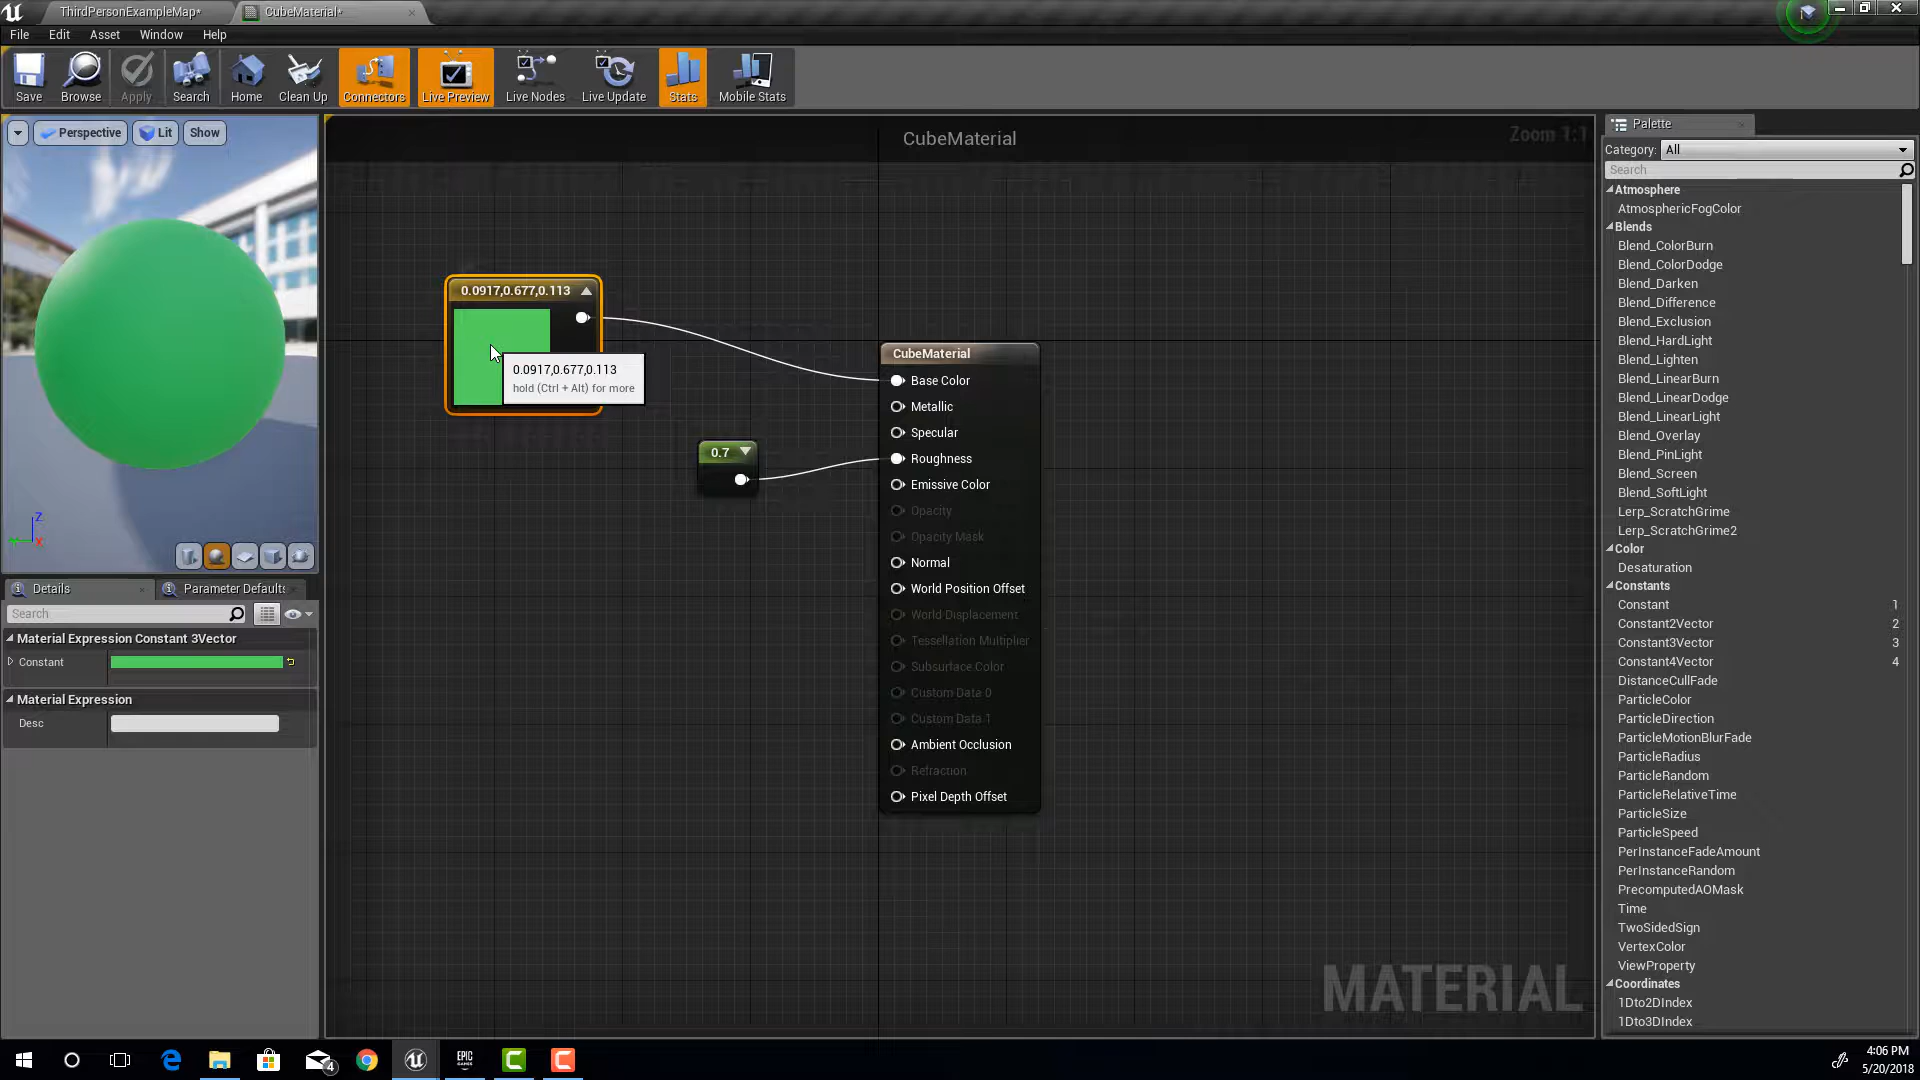 ThirdPersonExampleMap*
CubeMaterial*
File
Edit
Asset
Window
Help
Save
Browse
Apply
Search
Home
Clean Up
Connectors
Live Preview
Live Nodes
Live Update
Stats
Mobile Stats
Perspective
Lit
Show
CubeMaterial
Zoom 1:1
Palette
Category:
All
Search
Atmosphere
AtmosphericFogColor
Blends
Blend_ColorBurn
Blend_ColorDodge
Blend_Darken
Blend_Difference
Blend_Exclusion
Blend_HardLight
Blend_Lighten
Blend_LinearBurn
Blend_LinearDodge
Blend_LinearLight
Blend_Overlay
Blend_PinLight
Blend_Screen
Blend_SoftLight
Lerp_ScratchGrime
Lerp_ScratchGrime2
Color
Desaturation
Constants
Constant 1
Constant2Vector 2
Constant3Vector 3
Constant4Vector 4
DistanceCullFade
ParticleColor
ParticleDirection
ParticleMotionBlurFade
ParticleRadius
ParticleRandom
ParticleRelativeTime
ParticleSize
ParticleSpeed
PerInstanceFadeAmount
PerInstanceRandom
PrecomputedAOMask
Time
TwoSidedSign
VertexColor
ViewProperty
Coordinates
1Dto2DIndex
1Dto3DIndex
0.0917,0.677,0.113
0.0917,0.677,0.113
hold (Ctrl + Alt) for more
0.7
CubeMaterial
Base Color
Metallic
Specular
Roughness
Emissive Color
Opacity
Opacity Mask
Normal
World Position Offset
World Displacement
Tessellation Multiplier
Subsurface Color
Custom Data 0
Custom Data 1
Ambient Occlusion
Refraction
Pixel Depth Offset
MATERIAL
Z
X
Details
Parameter Defaults
Search
Material Expression Constant 3Vector
Constant
Material Expression
Desc
4
EPIC
GAMES
4:06 PM
5/20/2018